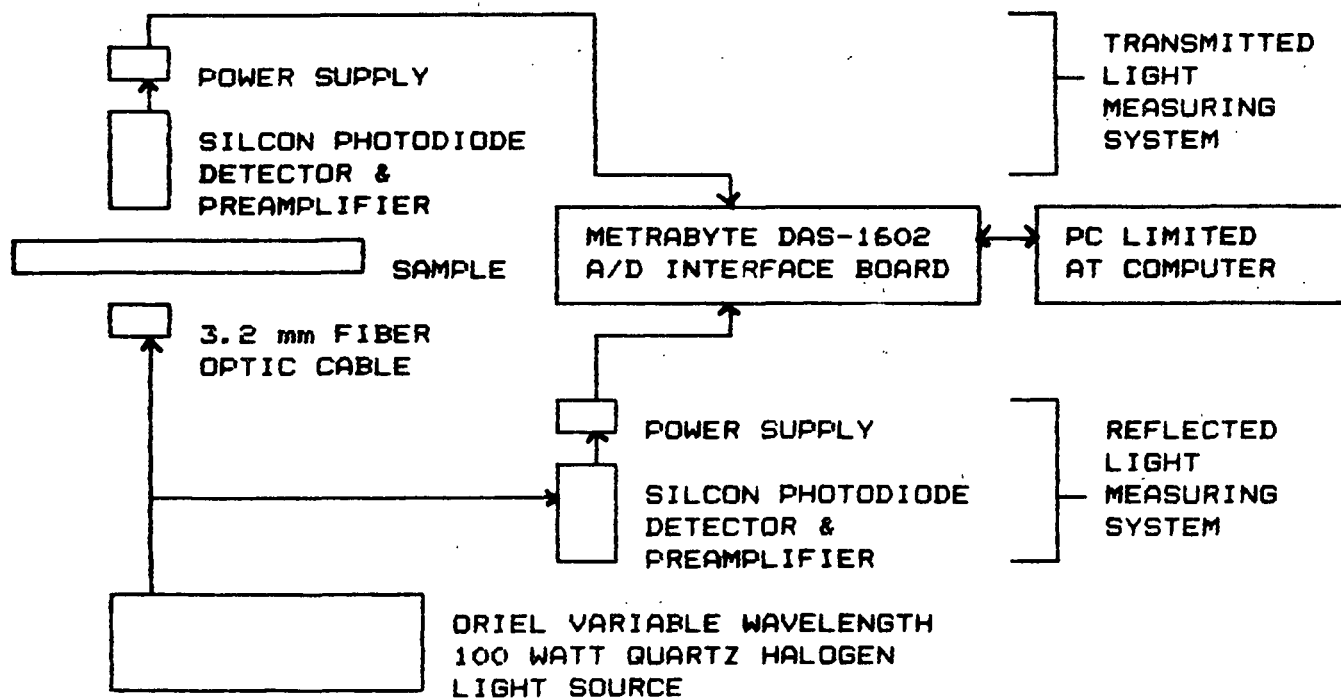 POWER SUPPLY
SILCON PHOTODIODE
DETECTOR &
PREAMPLIFIER
TRANSMITTED
LIGHT
MEASURING
SYSTEM
METRABYTE DAS-1602
A/D INTERFACE BOARD
PC LIMITED
AT COMPUTER
SAMPLE
3.2 mm FIBER
OPTIC CABLE
POWER SUPPLY
SILCON PHOTODIODE
DETECTOR &
PREAMPLIFIER
REFLECTED
LIGHT
MEASURING
SYSTEM
ORIEL VARIABLE WAVELENGTH
100 WATT QUARTZ HALOGEN
LIGHT SOURCE